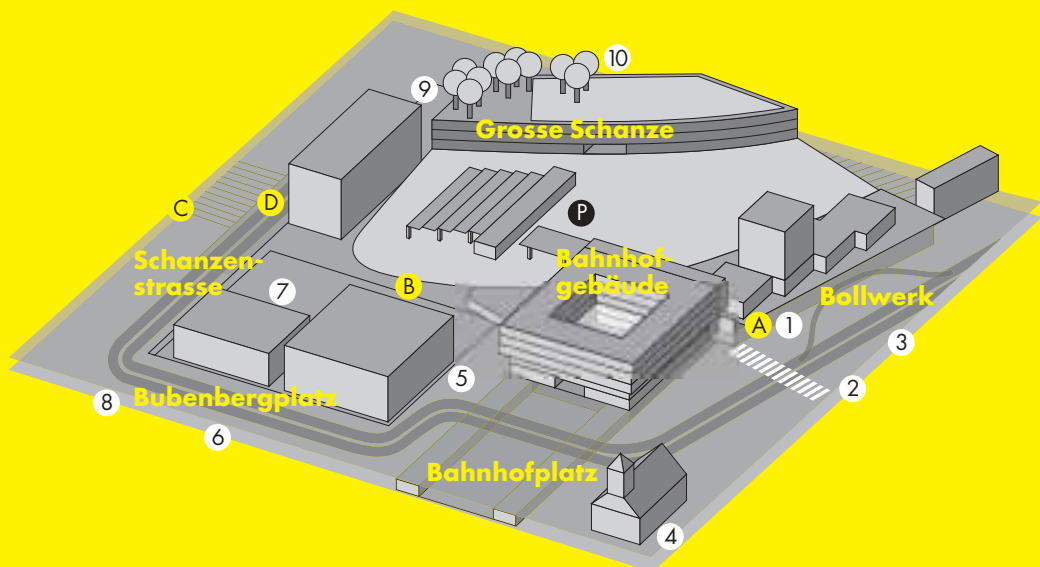 10
9
Grosse Schanze
C
D
P
Schanzen-
strasse
B
Bahnhof-
gebäude
7
Bollwerk
A
1
3
5
2
8
Bubenbergplatz
6
Bahnhofplatz
4